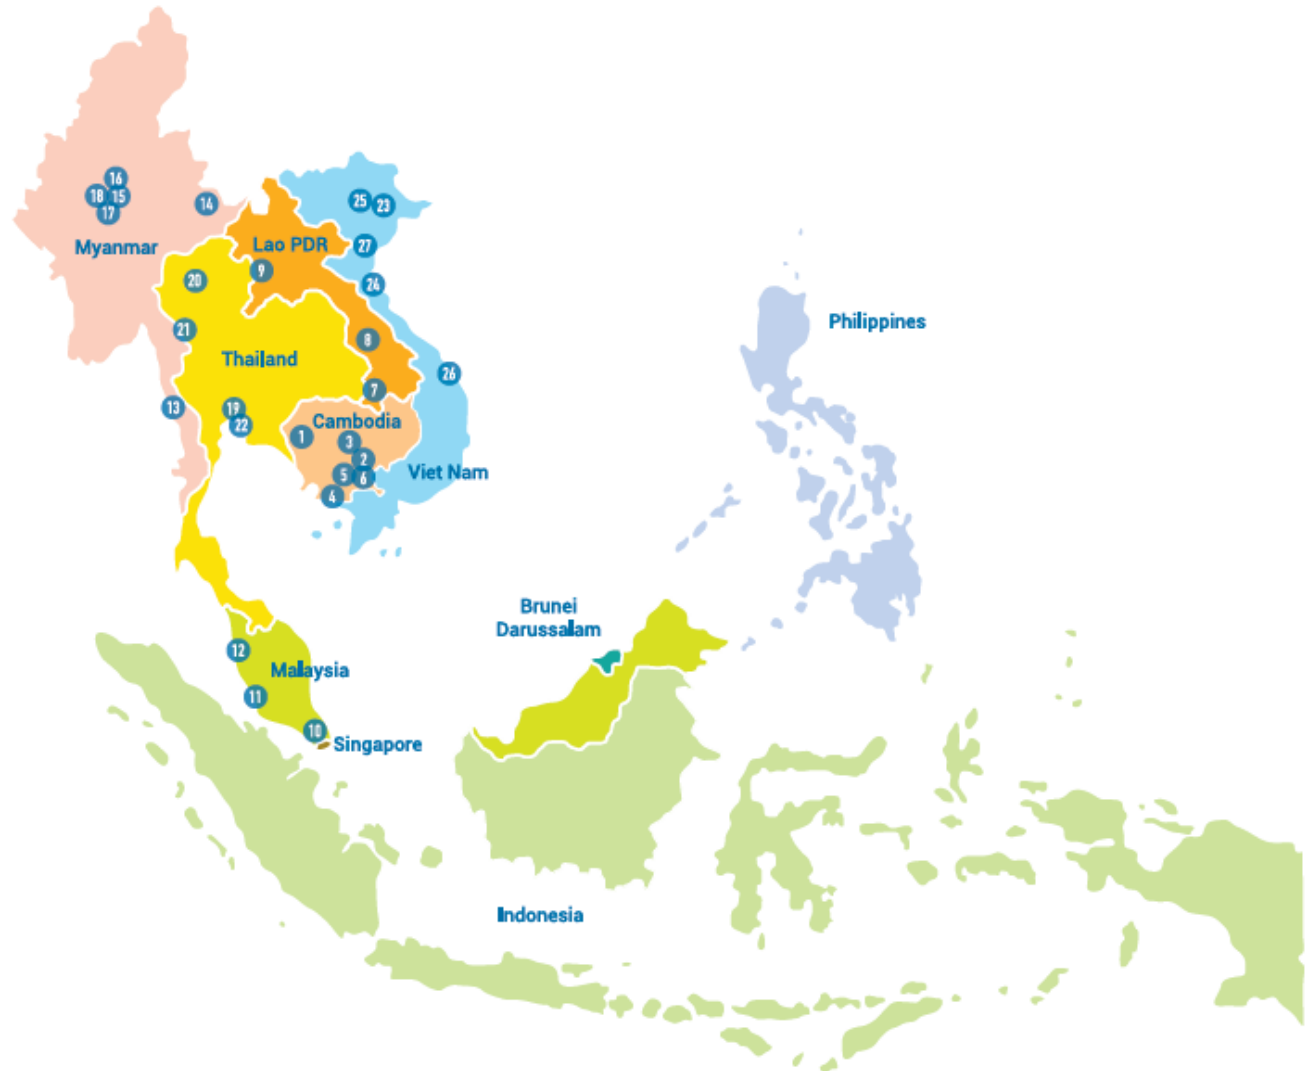 16
18
15
17
14
Myanmar
25
23
27
Lao PDR
9
24
20
21
Thailand
8
7
26
13
19
22
Cambodia
1
3
2
5
6
4
Viet Nam
Philippines
Brunei
Darussalam
12
Malaysia
11
10
Singapore
Indonesia